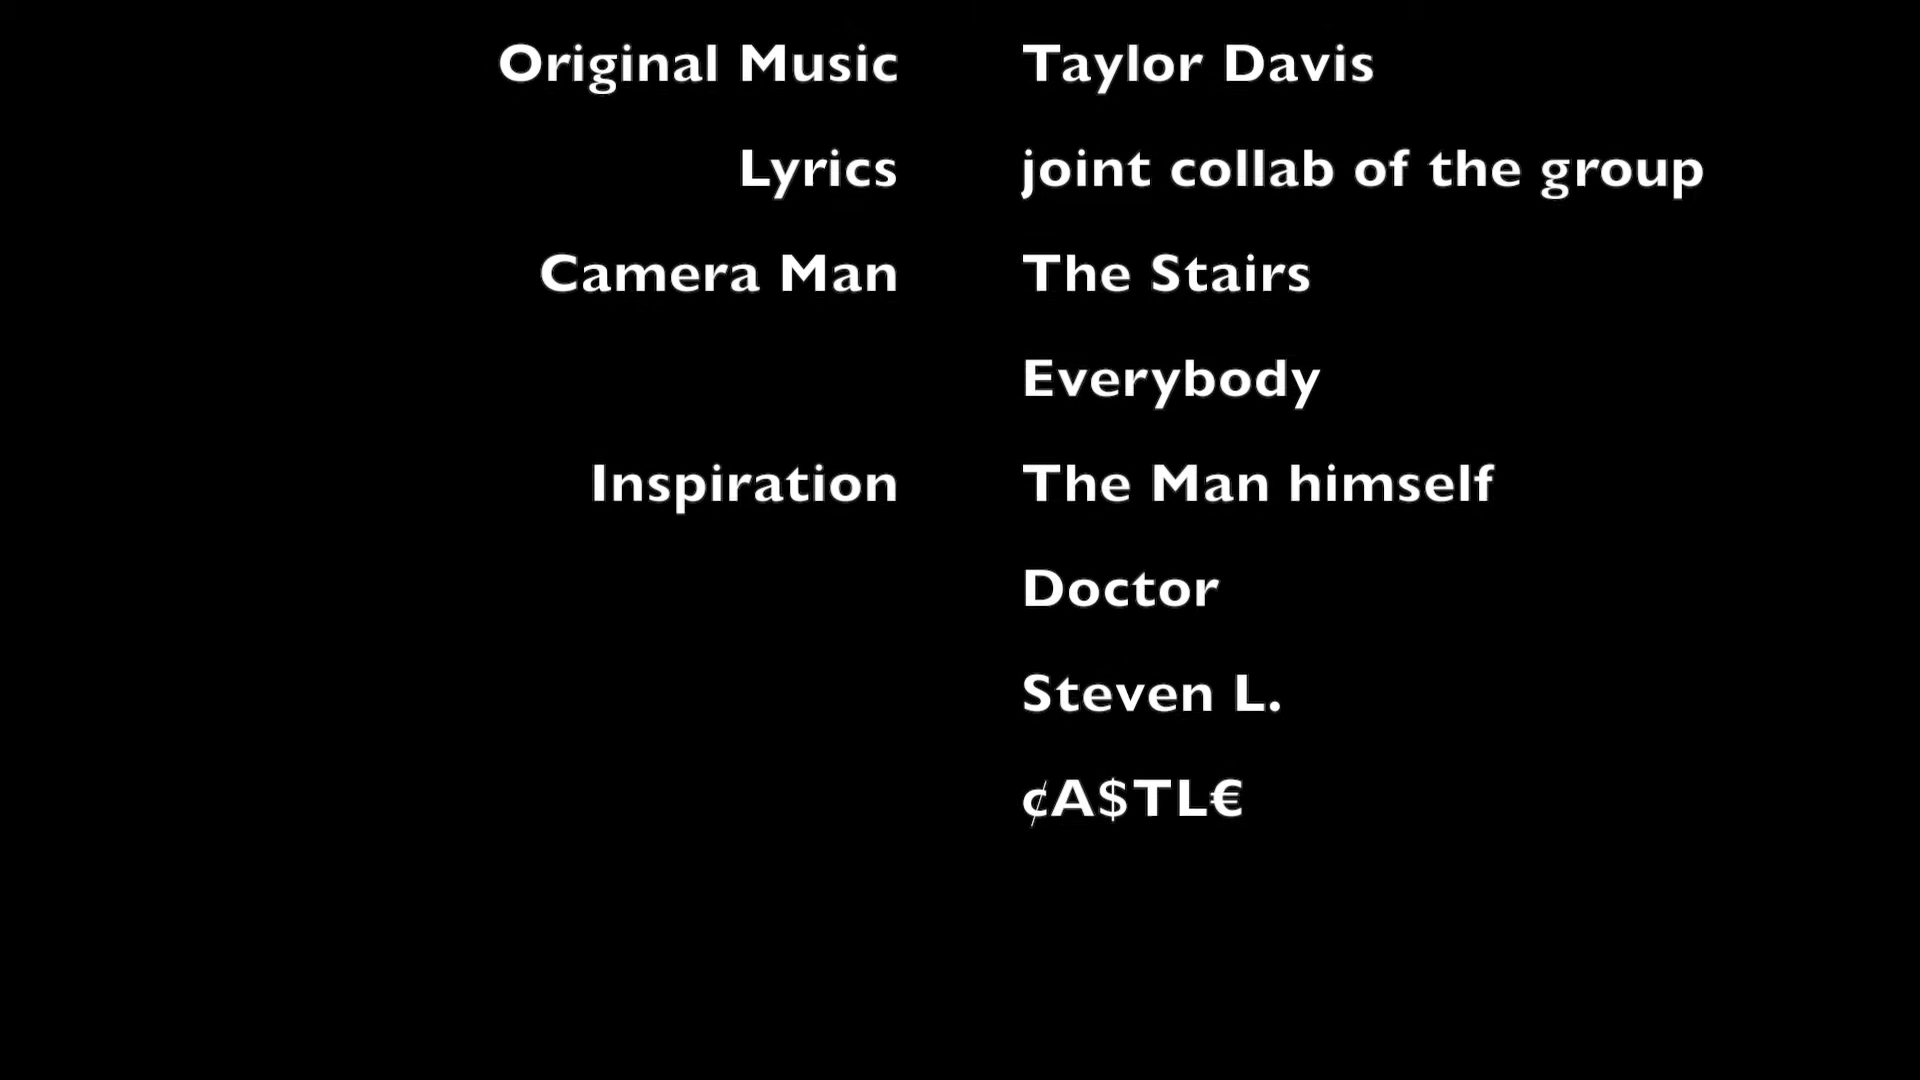 Original Music Taylor Davis
Lyrics joint collab of the group
Camera Man The Stairs
Everybody
Inspiration The Man himself
Doctor
Steven L.
¢A$TL€